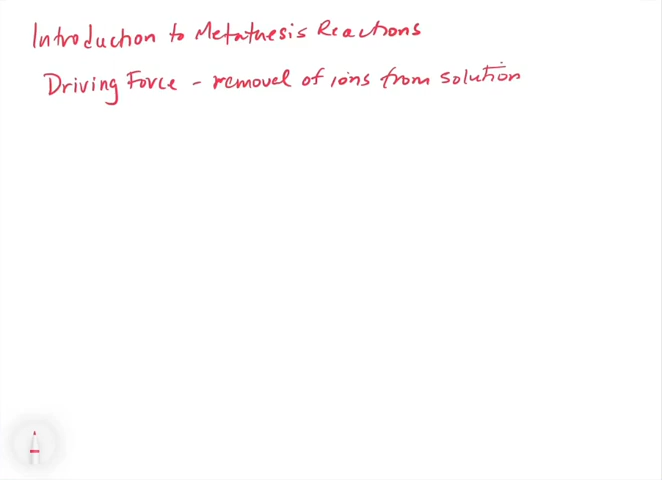 Introduction to Metathesis Reactions
Driving Force - removel of ions from solution